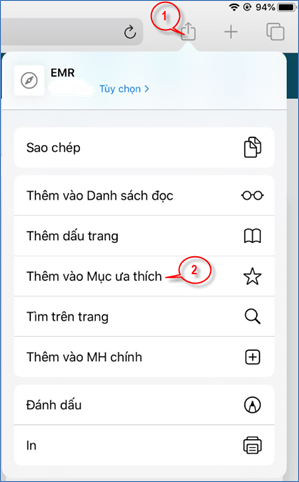 94%
1
EMR
Tùy chọn >
Sao chép
Thêm vào Danh sách đọc
Thêm dấu trang
Thêm vào Mục ưa thích
2
Tìm trên trang
Thêm vào MH chính
Đánh dấu
In